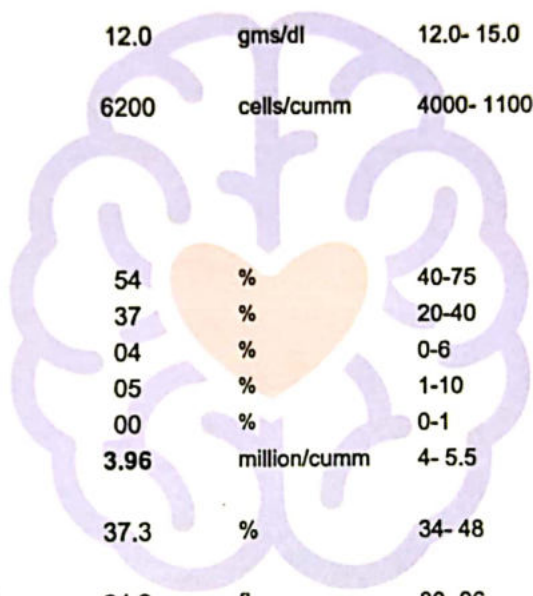 12.0 gms/dl 12.0- 15.0
6200 cells/cumm 4000- 1100
54 % 40-75
37 % 20-40
04 % 0-6
05 % 1-10
00 % 0-1
3.96 million/cumm 4- 5.5
37.3 % 34- 48